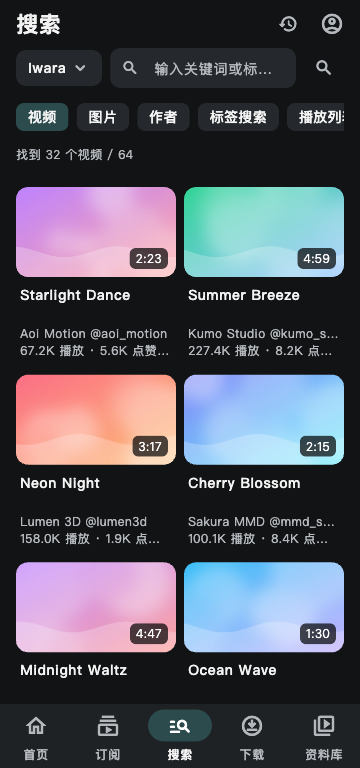 搜索
Iwara
输入关键词或标...
视频 图片 作者 标签搜索 播放列
找到 32 个视频 / 64
2:23 4:59
Starlight Dance Summer Breeze
Aoi Motion @aoi_motion Kumo Studio @kumo_s...
67.2K 播放 · 5.6K 点赞... 227.4K 播放 · 8.2K 点...
3:17 2:15
Neon Night Cherry Blossom
Lumen 3D @lumen3d Sakura MMD @mmd_s...
158.0K 播放 · 1.9K 点... 100.1K 播放 · 8.4K 点...
4:47 1:30
Midnight Waltz Ocean Wave
首页 订阅 搜索 下载 资料库